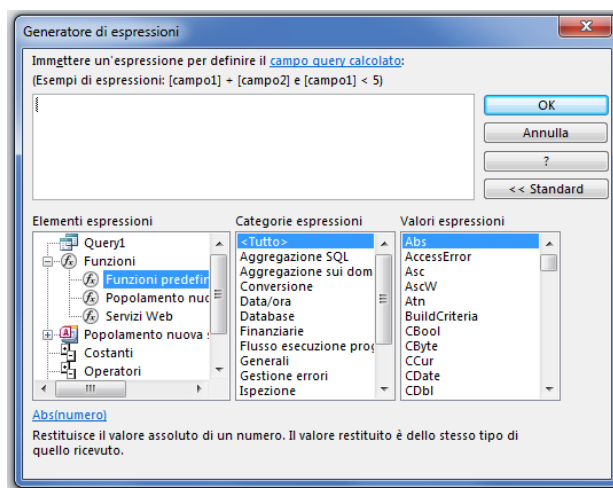 Generatore di espressioni
Immettere un'espressione per definire il campo query calcolato:
(Esempi di espressioni: [campo1] + [campo2] e [campo1] < 5)
OK
Annulla
?
<< Standard
Elementi espressioni
Query1
Funzioni
Funzioni predefin
Popolamento nuo
Servizi Web
Popolamento nuova s
Costanti
Operatori
Categorie espressioni
<Tutto>
Aggregazione SQL
Aggregazione sui dom
Conversione
Data/ora
Database
Finanziarie
Flusso esecuzione prog
Generali
Gestione errori
Ispezione
Valori espressioni
Abs
AccessError
Asc
AscW
Atn
BuildCriteria
CBool
CByte
CCur
CDate
CDbl
Abs(numero)
Restituisce il valore assoluto di un numero. Il valore restituito è dello stesso tipo di
quello ricevuto.